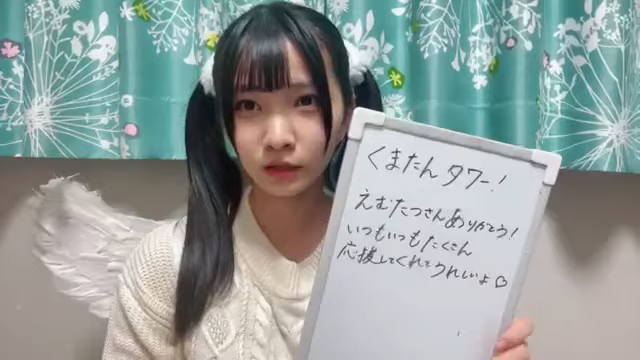 くまたんタワー!
えむたつさんありがとう!
いつもいつもたくさん
応援してくれてうれしいよ♡